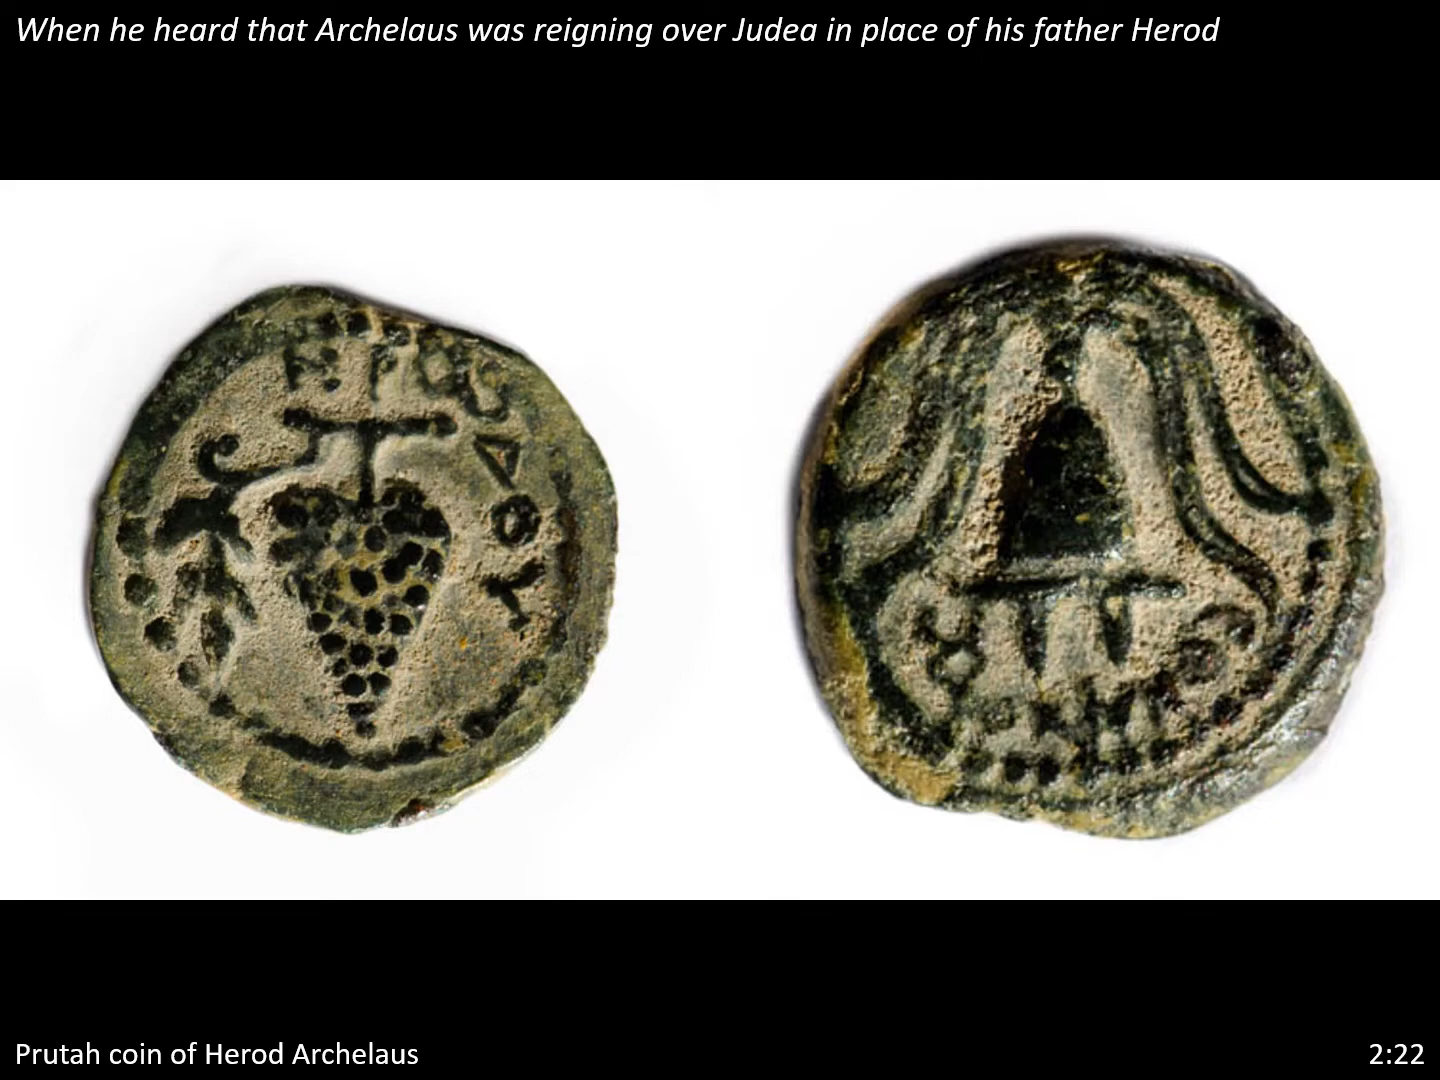 When he heard that Archelaus was reigning over Judea in place of his father Herod
ΗΡωΔΟΥ
Prutah coin of Herod Archelaus
2:22